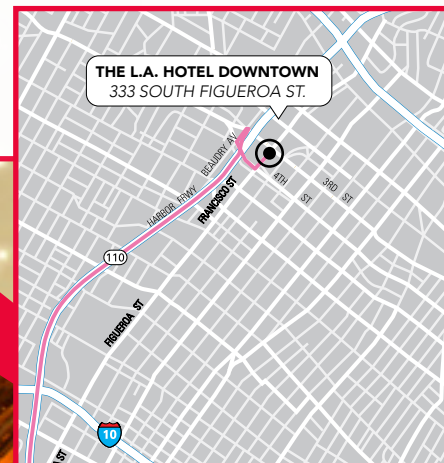 THE L.A. HOTEL DOWNTOWN
333 SOUTH FIGUEROA ST.
BEAUDRY AV
HARBOR FRWY
FRANCISCO ST
4TH ST
3RD ST
110
FIGUEROA ST
10
ST